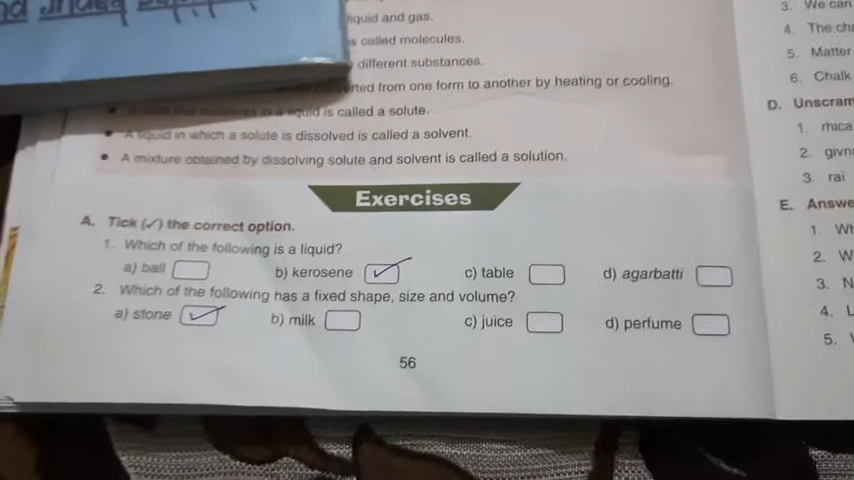 liquid and gas.
s called molecules.
different substances.
erted from one form to another by heating or cooling.
in a liquid is called a solute.
• A liquid in which a solute is dissolved is called a solvent.
• A mixture obtained by dissolving solute and solvent is called a solution.
Exercises
A. Tick (✓) the correct option.
1. Which of the following is a liquid?
a) ball b) kerosene ✓ c) table d) agarbatti
2. Which of the following has a fixed shape, size and volume?
a) stone ✓ b) milk c) juice d) perfume
56
3. We can
4. The cha
5. Matter
6. Chalk
D. Unscram
1. rhica
2. givn
3. rai
E. Answe
1. Wh
2. W
3. N
4. L
5.